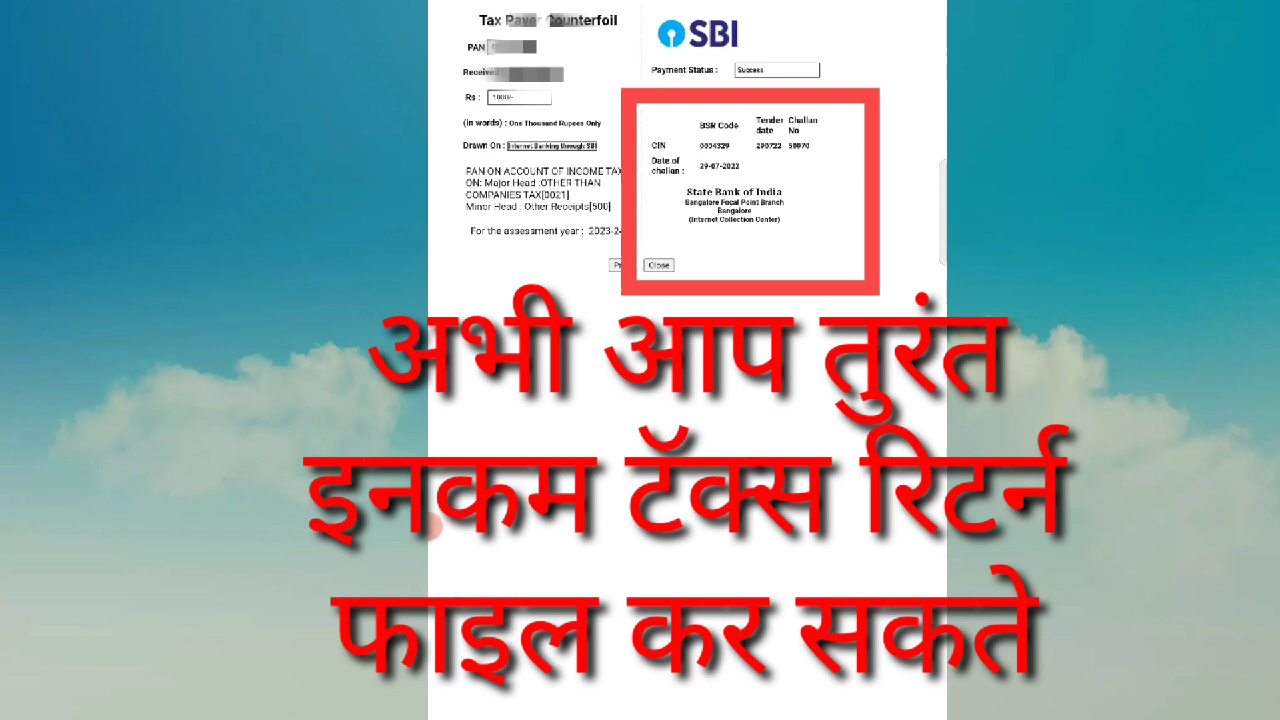 Tax Payer Counterfoil
PAN
Received
Rs : 1000/-
(in words) : One Thousand Rupees Only
Drawn On : Internet Banking through SBI
PAN ON ACCOUNT OF INCOME TAX
ON: Major Head :OTHER THAN
COMPANIES TAX[0021]
Minor Head : Other Receipts[500]
For the assessment year : 2023-24
SBI
Payment Status : Success
BSR Code Tender date Challan No
CIN 0004329 290722 50970
Date of challan : 29-07-2022
State Bank of India
Bangalore Focal Point Branch
Bangalore
(Internet Collection Center)
Close
अभी आप तुरंत
इनकम टॅक्स रिटर्न
फाइल कर सकते